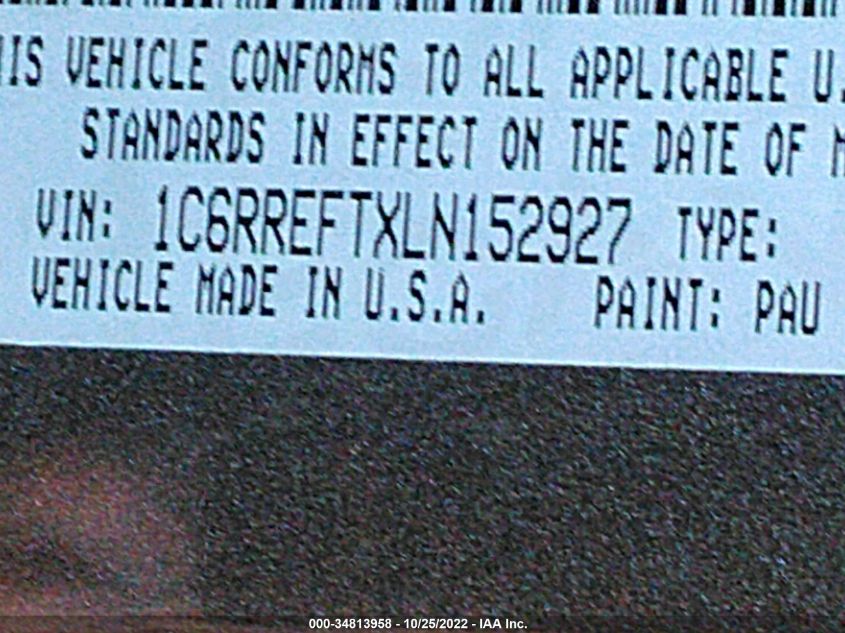 IS VEHICLE CONFORMS TO ALL APPLICABLE U.
STANDARDS IN EFFECT ON THE DATE OF M
VIN: 1C6RREFTXLN152927 TYPE:
VEHICLE MADE IN U.S.A. PAINT: PAU
000-34813958 - 10/25/2022 - IAA Inc.